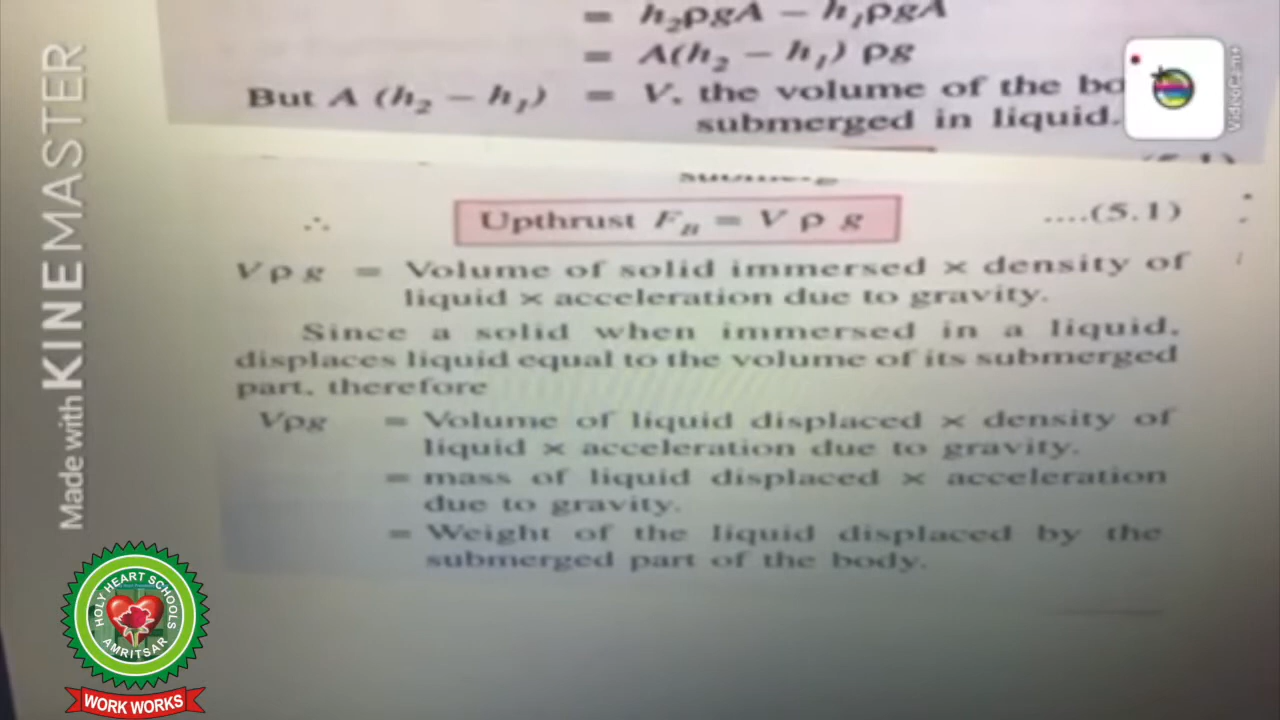 = h₂ρgA − h₁ρgA
= A(h₂ − h₁) ρg
But A (h₂ − h₁) = V, the volume of the bo
submerged in liquid.
∴ Upthrust F_B = V ρ g ....(5.1)
V ρ g = Volume of solid immersed × density of
liquid × acceleration due to gravity.
Since a solid when immersed in a liquid,
displaces liquid equal to the volume of its submerged
part, therefore
Vρg = Volume of liquid displaced × density of
liquid × acceleration due to gravity.
= mass of liquid displaced × acceleration
due to gravity.
= Weight of the liquid displaced by the
submerged part of the body.
Made with KINEMASTER
VideoCam+
HOLY HEART SCHOOLS
AMRITSAR
WORK WORKS